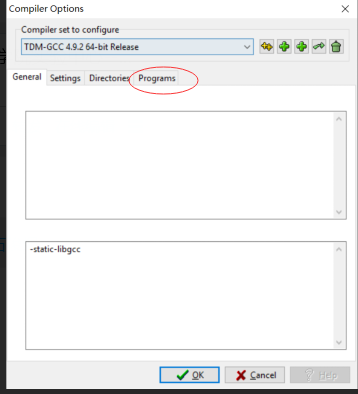 Compiler Options
Compiler set to configure
TDM-GCC 4.9.2 64-bit Release
General Settings Directories Programs
-static-libgcc
OK Cancel Help